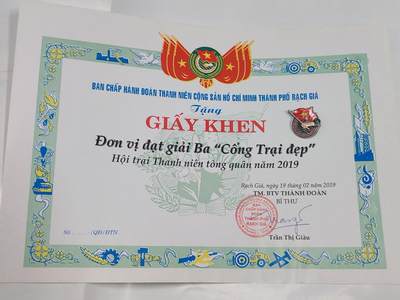 BAN CHẤP HÀNH ĐOÀN THANH NIÊN CỘNG SẢN HỒ CHÍ MINH THÀNH PHỐ RẠCH GIÁ
Tặng
GIẤY KHEN
Đơn vị đạt giải Ba “Cổng Trại đẹp”
Hội trại Thanh niên tòng quân năm 2019
Rạch Giá, ngày 19 tháng 02 năm 2019
TM. BTV THÀNH ĐOÀN
BÍ THƯ
Trần Thị Giàu
Số ....../QĐ/ĐTN